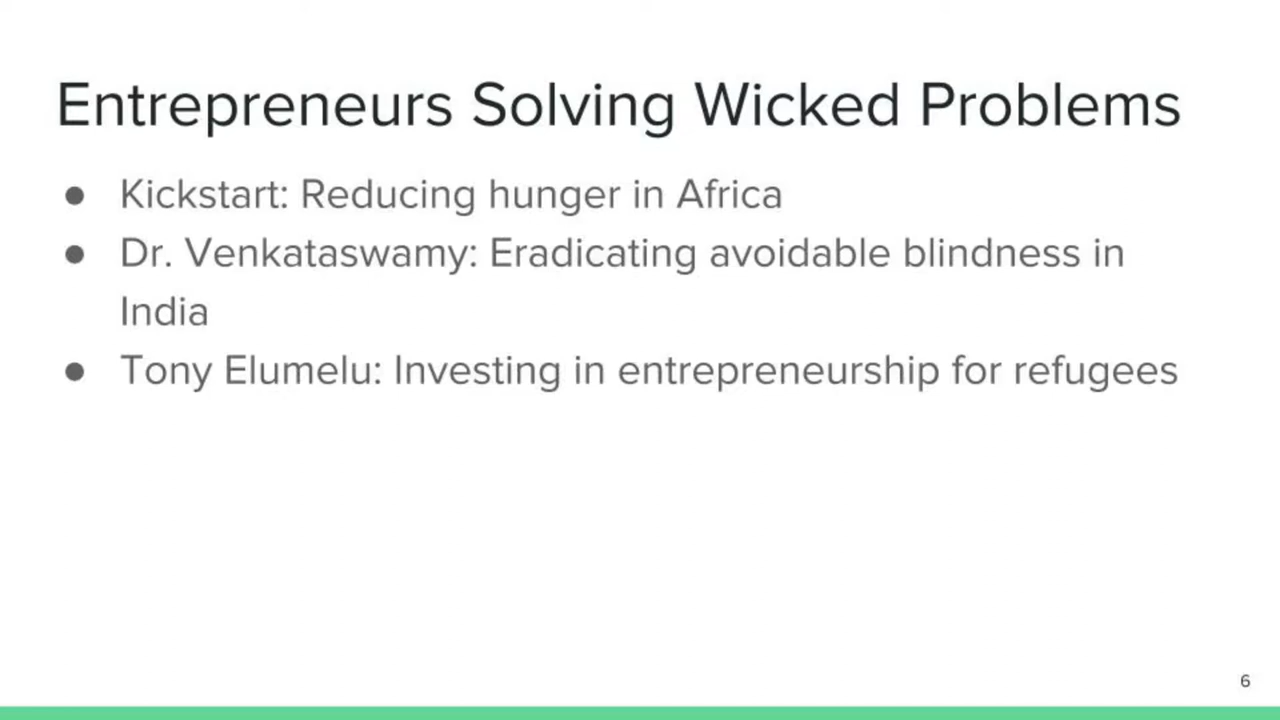 Entrepreneurs Solving Wicked Problems
● Kickstart: Reducing hunger in Africa
● Dr. Venkataswamy: Eradicating avoidable blindness in
India
● Tony Elumelu: Investing in entrepreneurship for refugees
6